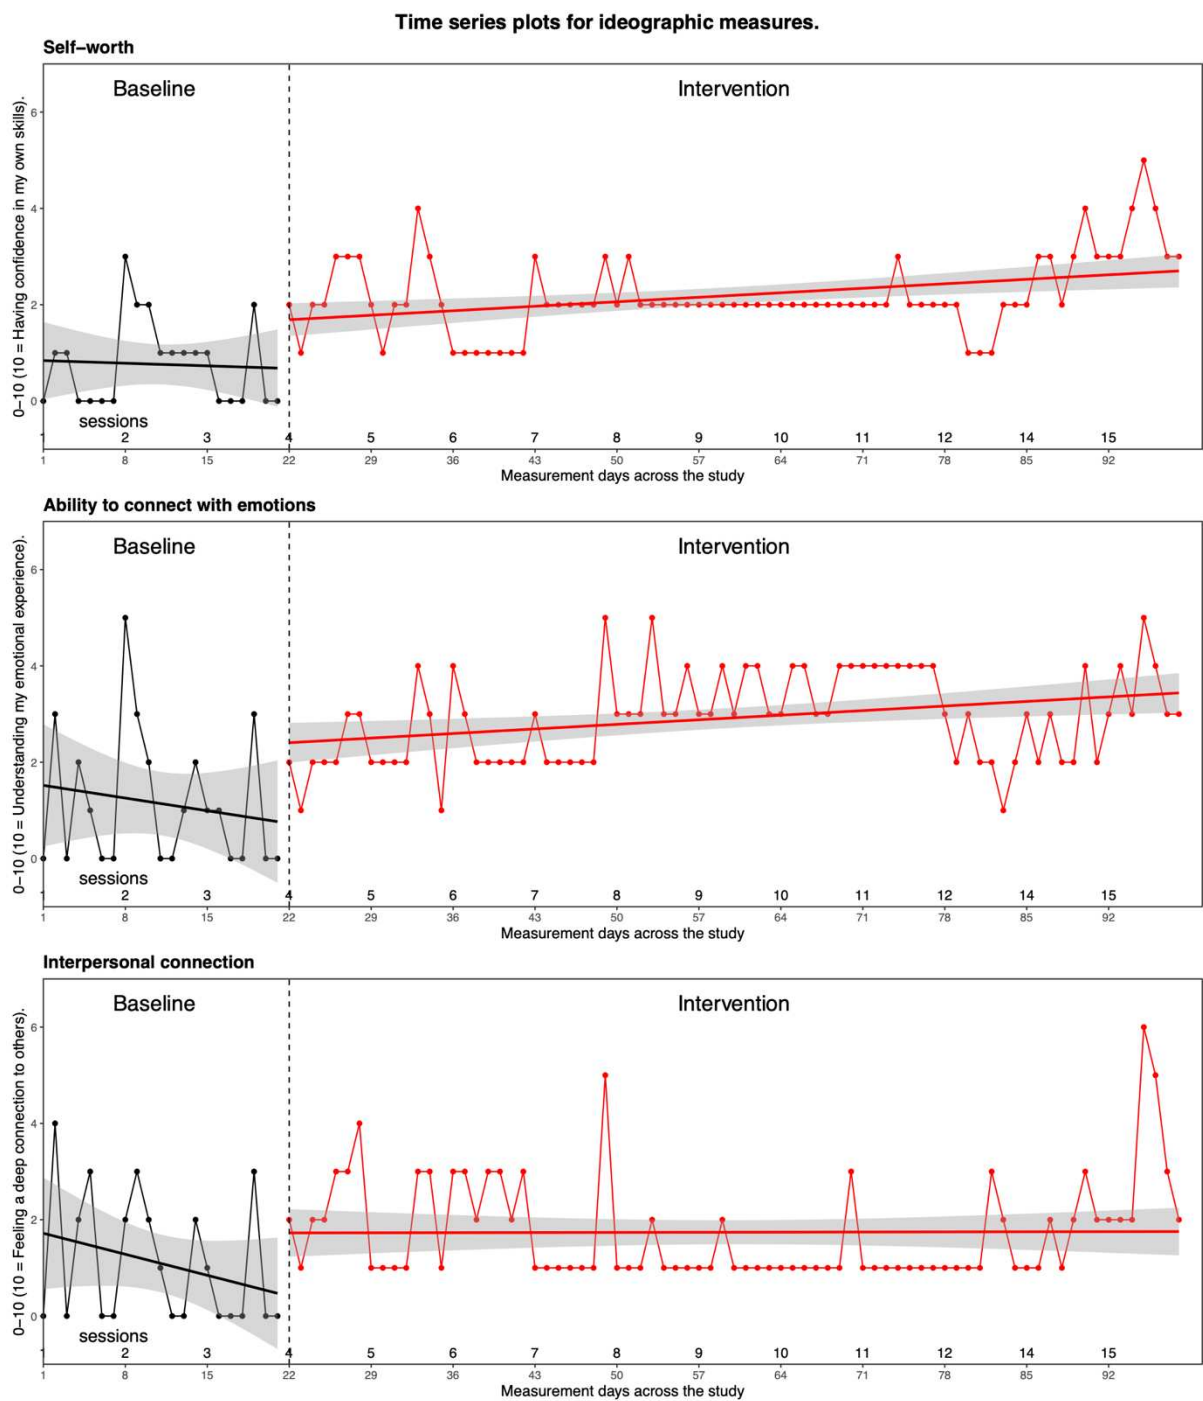 Time series plots for ideographic measures.
Self–worth
Baseline
Intervention
0–10 (10 = Having confidence in my own skills).
6
4
2
0
sessions
1 2 3 4 5 6 7 8 9 10 11 12 14 15
1 8 15 22 29 36 43 50 57 64 71 78 85 92
Measurement days across the study
Ability to connect with emotions
Baseline
Intervention
0–10 (10 = Understanding my emotional experience).
6
4
2
0
sessions
1 2 3 4 5 6 7 8 9 10 11 12 14 15
1 8 15 22 29 36 43 50 57 64 71 78 85 92
Measurement days across the study
Interpersonal connection
Baseline
Intervention
0–10 (10 = Feeling a deep connection to others).
6
4
2
0
sessions
1 2 3 4 5 6 7 8 9 10 11 12 14 15
1 8 15 22 29 36 43 50 57 64 71 78 85 92
Measurement days across the study